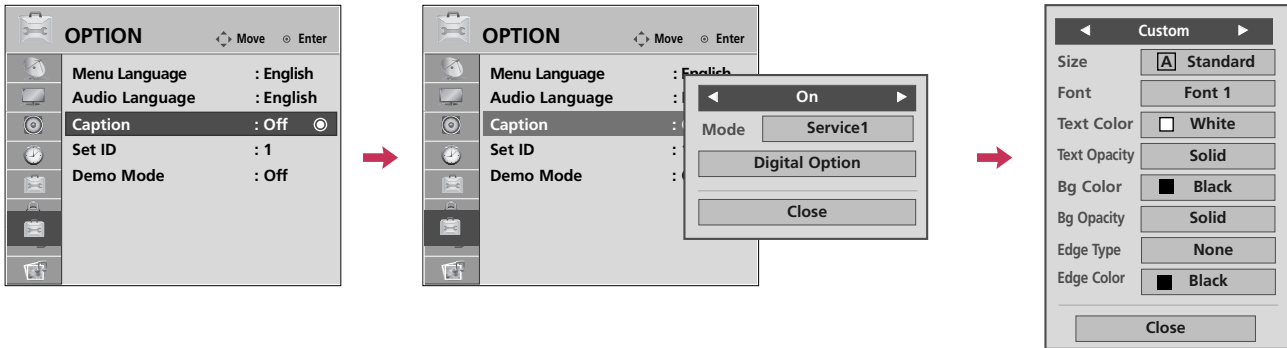 OPTION Move Enter
Menu Language : English
Audio Language : English
Caption : Off
Set ID : 1
Demo Mode : Off
OPTION Move Enter
Menu Language : English
Audio Language :
Caption :
Set ID :
Demo Mode :
On
Mode Service1
Digital Option
Close
Custom
Size A Standard
Font Font 1
Text Color White
Text Opacity Solid
Bg Color Black
Bg Opacity Solid
Edge Type None
Edge Color Black
Close